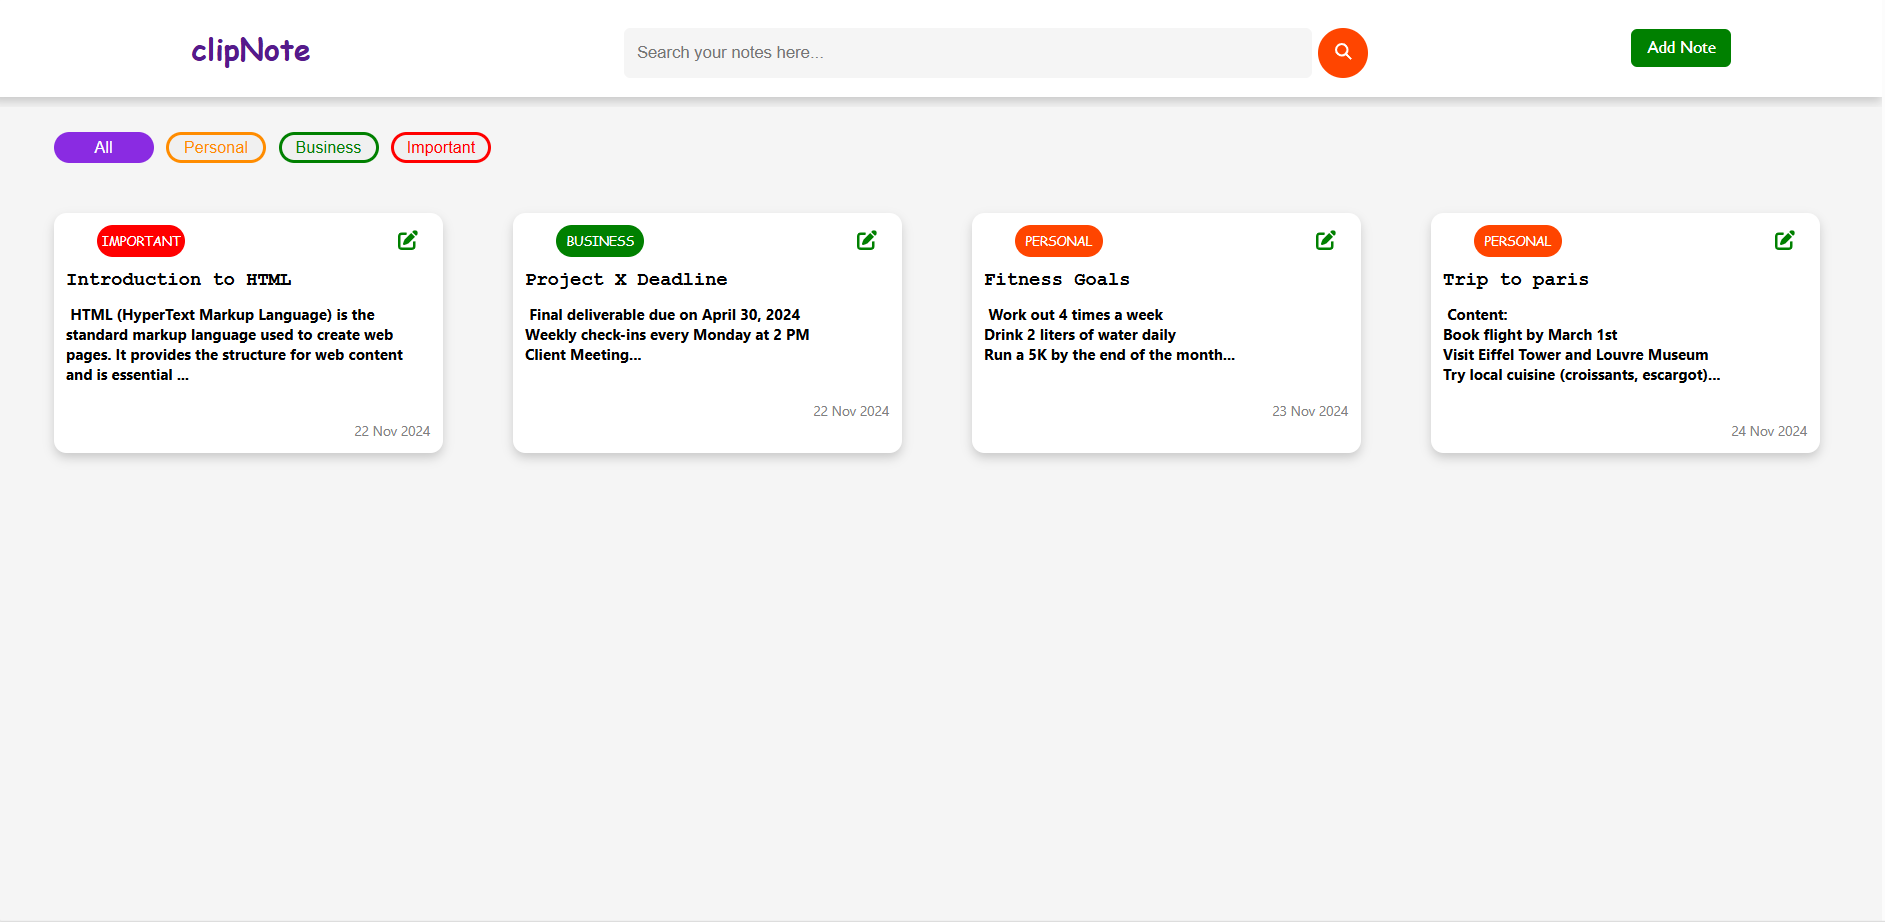 clipNote
Search your notes here...
Add Note
All
Personal
Business
Important
IMPORTANT
Introduction to HTML
HTML (HyperText Markup Language) is the
standard markup language used to create web
pages. It provides the structure for web content
and is essential ...
22 Nov 2024
BUSINESS
Project X Deadline
Final deliverable due on April 30, 2024
Weekly check-ins every Monday at 2 PM
Client Meeting...
22 Nov 2024
PERSONAL
Fitness Goals
Work out 4 times a week
Drink 2 liters of water daily
Run a 5K by the end of the month...
23 Nov 2024
PERSONAL
Trip to paris
Content:
Book flight by March 1st
Visit Eiffel Tower and Louvre Museum
Try local cuisine (croissants, escargot)...
24 Nov 2024